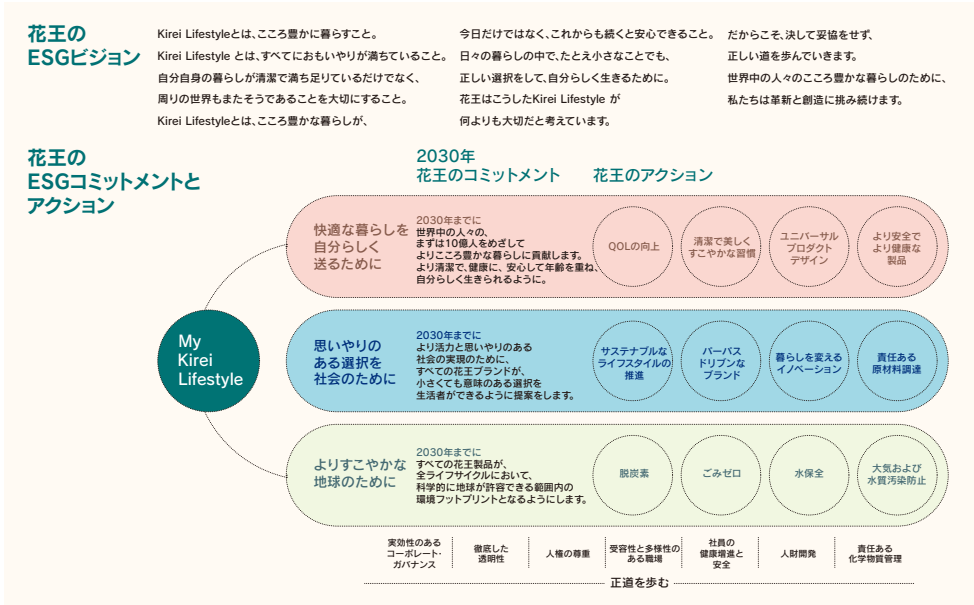 花王の
ESGビジョン
Kirei Lifestyleとは、こころ豊かに暮らすこと。
Kirei Lifestyle とは、すべてにおもいやりが満ちていること。
自分自身の暮らしが清潔で満ち足りているだけでなく、
周りの世界もまたそうであることを大切にすること。
Kirei Lifestyleとは、こころ豊かな暮らしが、
今日だけではなく、これからも続くと安心できること。
日々の暮らしの中で、たとえ小さなことでも、
正しい選択をして、自分らしく生きるために。
花王はこうしたKirei Lifestyle が
何よりも大切だと考えています。
だからこそ、決して妥協をせず、
正しい道を歩んでいきます。
世界中の人々のこころ豊かな暮らしのために、
私たちは革新と創造に挑み続けます。
花王の
ESGコミットメントと
アクション
2030年
花王のコミットメント
花王のアクション
My
Kirei
Lifestyle
快適な暮らしを
自分らしく
送るために
2030年までに
世界中の人々の、
まずは10億人をめざして
よりこころ豊かな暮らしに貢献します。
より清潔で、健康に、安心して年齢を重ね、
自分らしく生きられるように。
QOLの向上
清潔で美しく
すこやかな習慣
ユニバーサル
プロダクト
デザイン
より安全で
より健康な
製品
思いやりの
ある選択を
社会のために
2030年までに
より活力と思いやりのある
社会の実現のために、
すべての花王ブランドが、
小さくても意味のある選択を
生活者ができるように提案をします。
サステナブルな
ライフスタイルの
推進
パーパス
ドリブンな
ブランド
暮らしを変える
イノベーション
責任ある
原材料調達
よりすこやかな
地球のために
2030年までに
すべての花王製品が、
全ライフサイクルにおいて、
科学的に地球が許容できる範囲内の
環境フットプリントとなるようにします。
脱炭素
ごみゼロ
水保全
大気および
水質汚染防止
実効性のある
コーポレート・
ガバナンス
徹底した
透明性
人権の尊重
受容性と多様性の
ある職場
社員の
健康増進と
安全
人財開発
責任ある
化学物質管理
正道を歩む